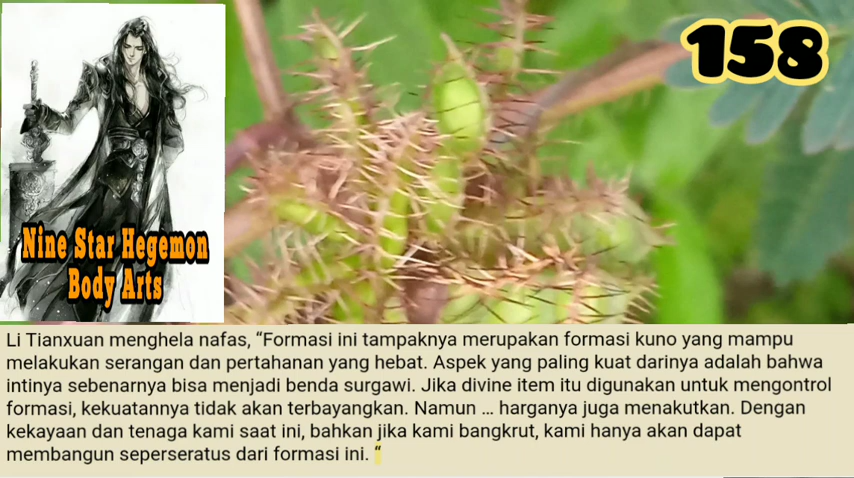 158
Nine Star Hegemon
Body Arts
Li Tianxuan menghela nafas, “Formasi ini tampaknya merupakan formasi kuno yang mampu
melakukan serangan dan pertahanan yang hebat. Aspek yang paling kuat darinya adalah bahwa
intinya sebenarnya bisa menjadi benda surgawi. Jika divine item itu digunakan untuk mengontrol
formasi, kekuatannya tidak akan terbayangkan. Namun ... harganya juga menakutkan. Dengan
kekayaan dan tenaga kami saat ini, bahkan jika kami bangkrut, kami hanya akan dapat
membangun seperseratus dari formasi ini. “